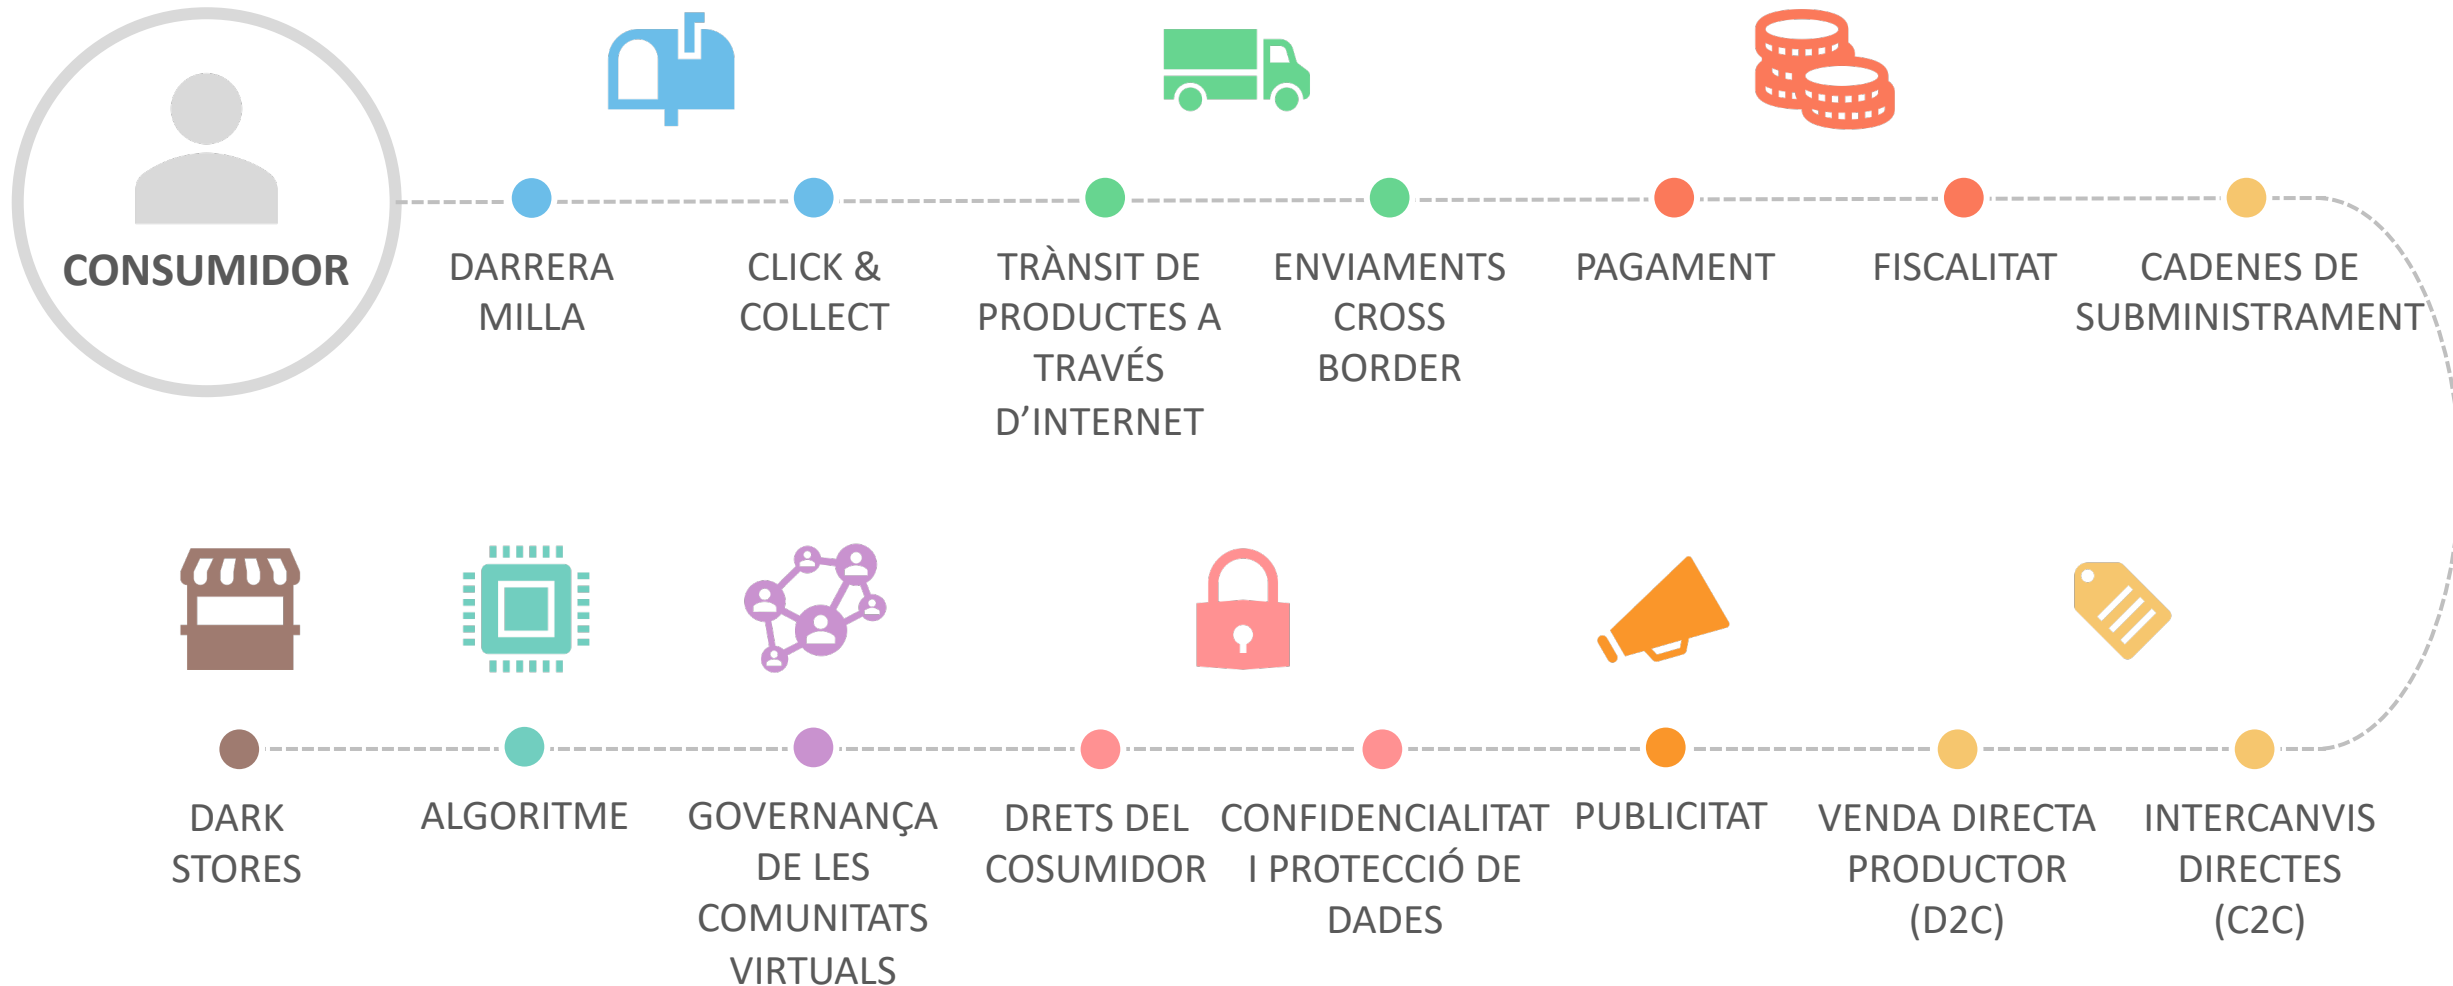 CONSUMIDOR
DARRERA
MILLA
CLICK &
COLLECT
TRÀNSIT DE
PRODUCTES A
TRAVÉS
D’INTERNET
ENVIAMENTS
CROSS
BORDER
PAGAMENT
FISCALITAT
CADENES DE
SUBMINISTRAMENT
DARK
STORES
ALGORITME
GOVERNANÇA
DE LES
COMUNITATS
VIRTUALS
DRETS DEL
COSUMIDOR
CONFIDENCIALITAT
I PROTECCIÓ DE
DADES
PUBLICITAT
VENDA DIRECTA
PRODUCTOR
(D2C)
INTERCANVIS
DIRECTES
(C2C)